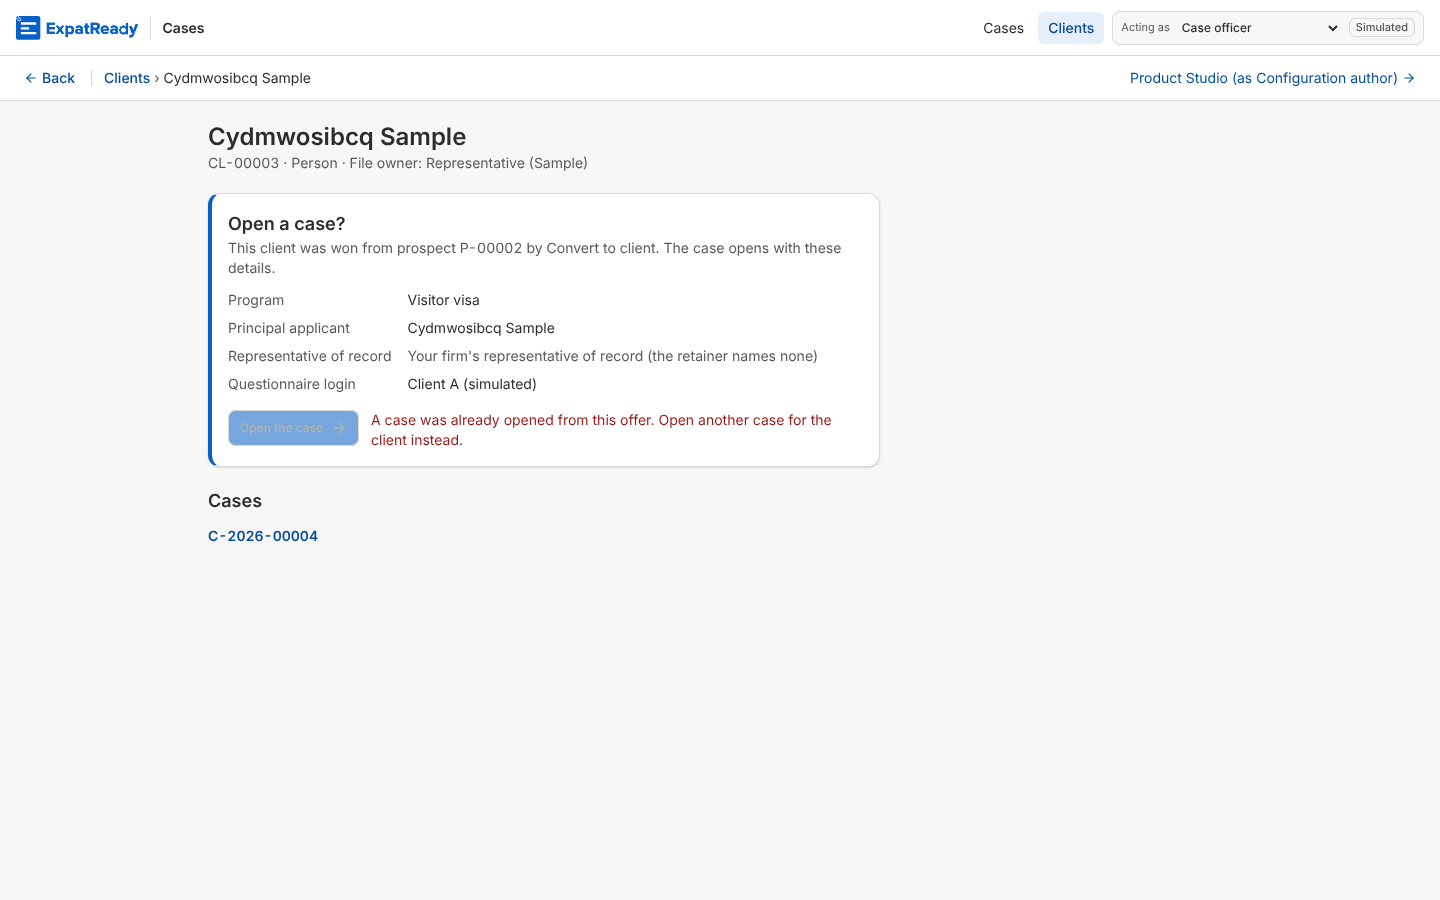 ExpatReady Cases Cases Clients Acting as Case officer Simulated
← Back Clients › Cydmwosibcq Sample Product Studio (as Configuration author) →
Cydmwosibcq Sample
CL-00003 · Person · File owner: Representative (Sample)
Open a case?
This client was won from prospect P-00002 by Convert to client. The case opens with these
details.
Program Visitor visa
Principal applicant Cydmwosibcq Sample
Representative of record Your firm's representative of record (the retainer names none)
Questionnaire login Client A (simulated)
Open the case → A case was already opened from this offer. Open another case for the
client instead.
Cases
C-2026-00004